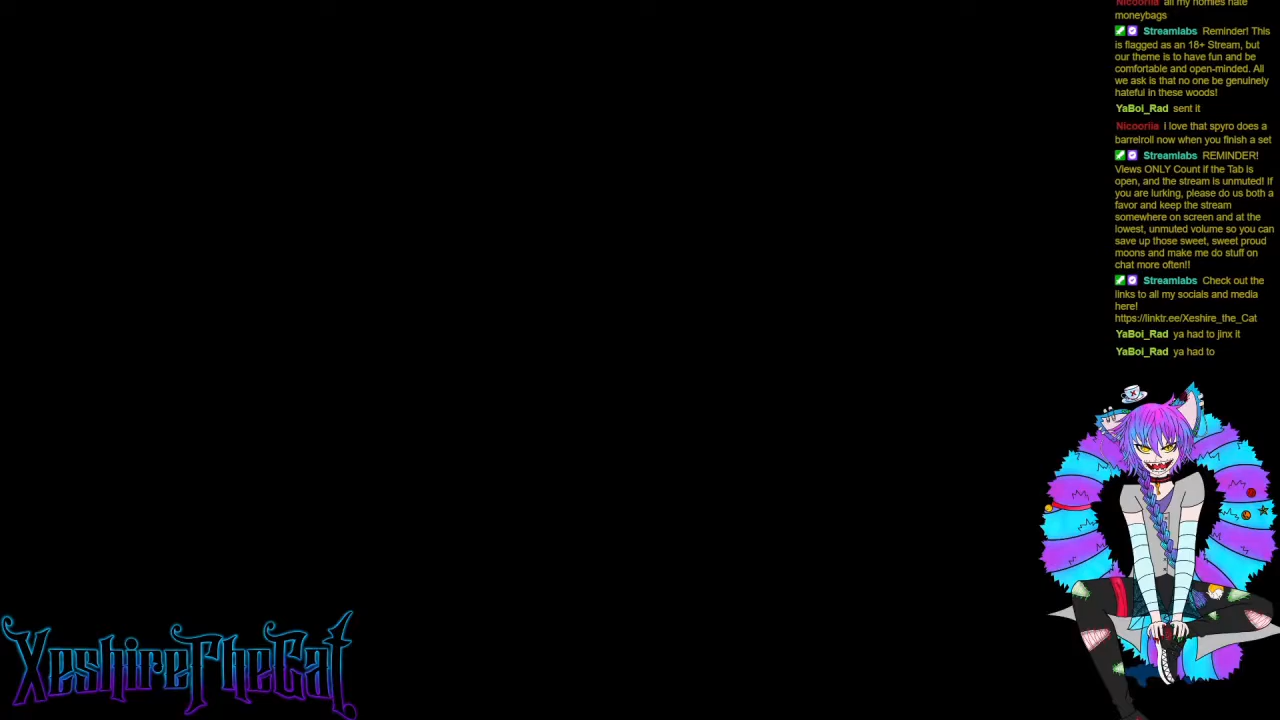 Nicooriia all my homies hate
moneybags
Streamlabs Reminder! This
is flagged as an 18+ Stream, but
our theme is to have fun and be
comfortable and open-minded. All
we ask is that no one be genuinely
hateful in these woods!
YaBoi_Rad sent it
Nicooriia i love that spyro does a
barrelroll now when you finish a set
Streamlabs REMINDER!
Views ONLY Count if the Tab is
open, and the stream is unmuted! If
you are lurking, please do us both a
favor and keep the stream
somewhere on screen and at the
lowest, unmuted volume so you can
save up those sweet, sweet proud
moons and make me do stuff on
chat more often!!
Streamlabs Check out the
links to all my socials and media
here!
https://linktr.ee/Xeshire_the_Cat
YaBoi_Rad ya had to jinx it
YaBoi_Rad ya had to
XeshireTheCat